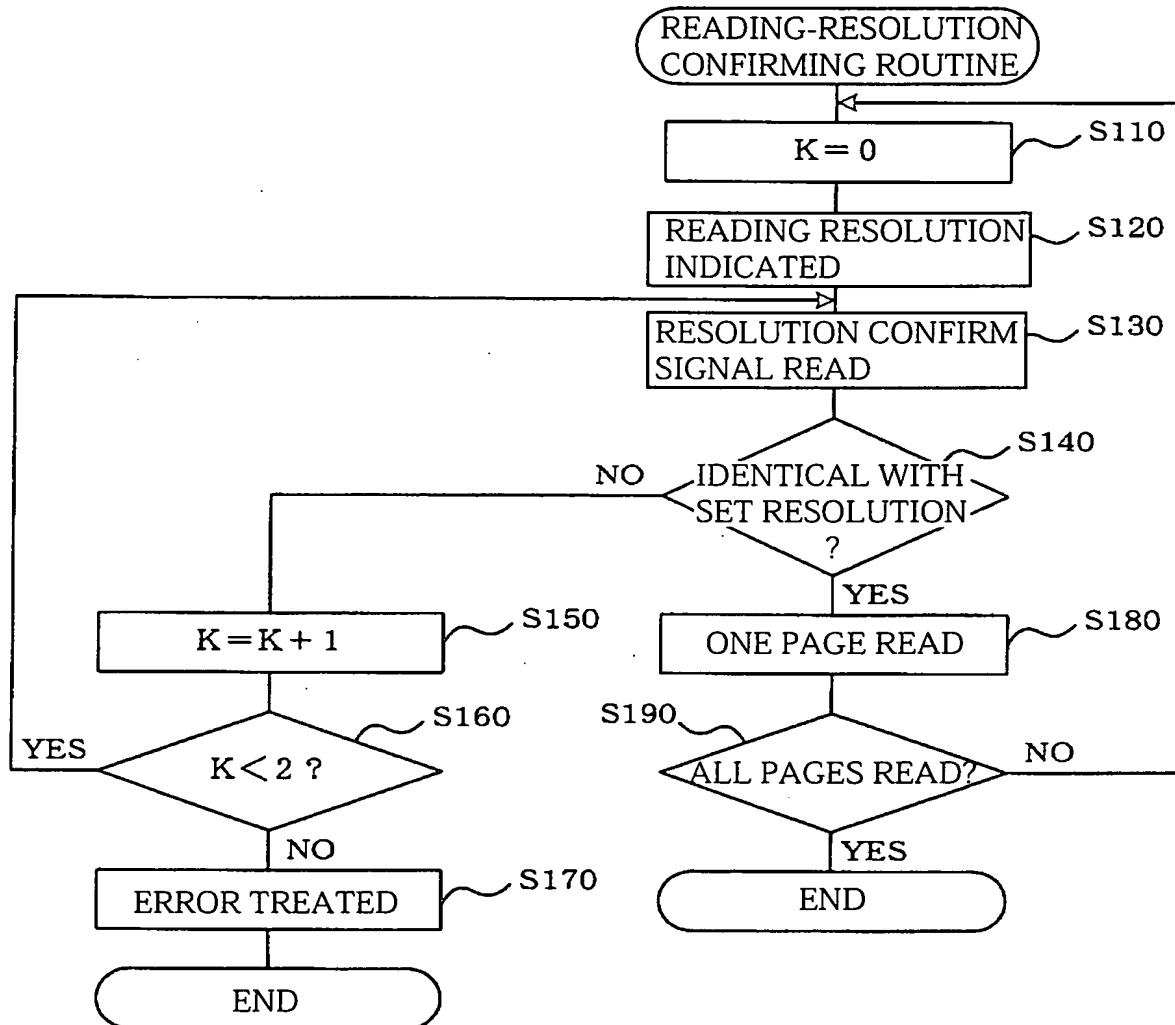 READING-RESOLUTION
CONFIRMING ROUTINE
K=0
S110
READING RESOLUTION
INDICATED
S120
RESOLUTION CONFIRM
SIGNAL READ
S130
IDENTICAL WITH
SET RESOLUTION
?
S140
NO
YES
K=K+1
S150
ONE PAGE READ
S180
K<2 ?
S160
YES
NO
ALL PAGES READ?
S190
NO
YES
ERROR TREATED
S170
END
END